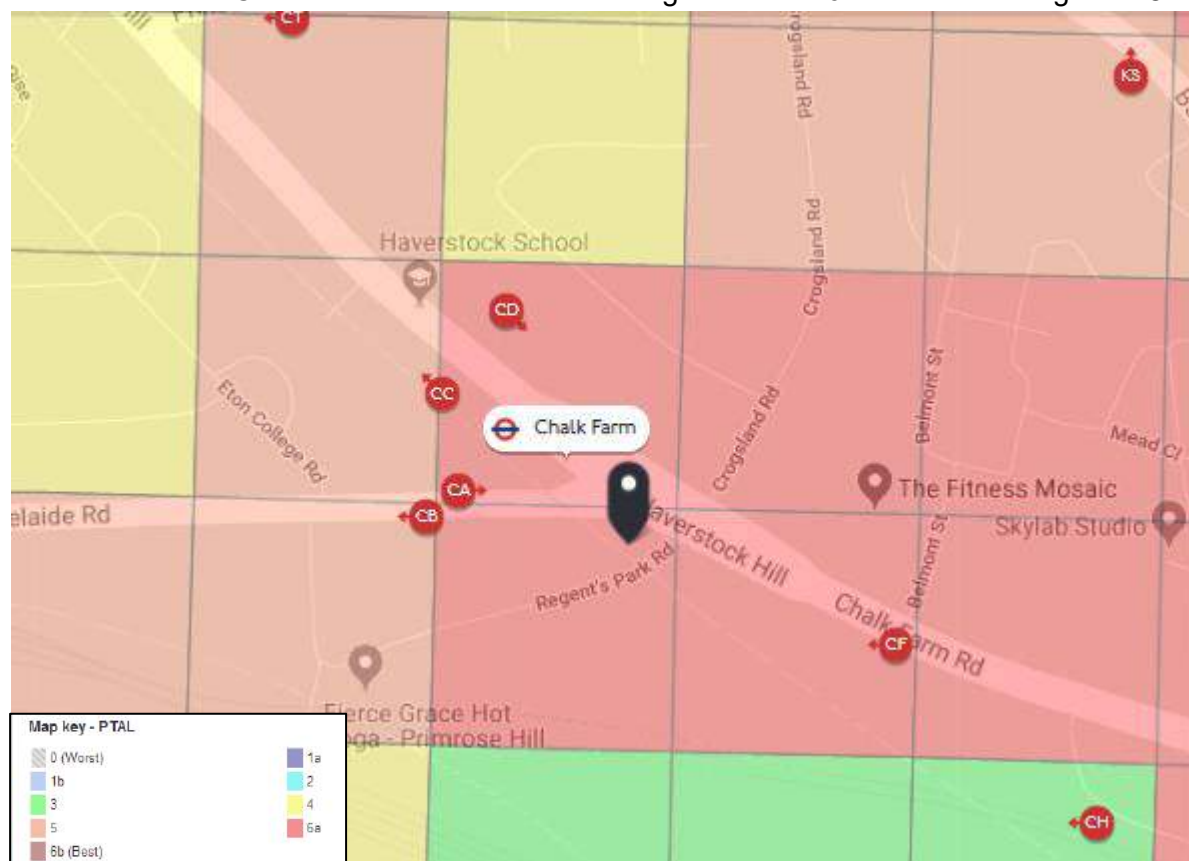 CT
KS
Crogsland Rd
Haverstock School
Crogsland Rd
CD
CC
Eton College Rd
Chalk Farm
Crogsland Rd
Belmont St
Mead Cl
CA
The Fitness Mosaic
elaide Rd
CB
Haverstock Hill
Skylab Studio
Regent's Park Rd
Belmont St
Chalk Farm Rd
CF
Fierce Grace Hot
oga - Primrose Hill
CH
Map key - PTAL
0 (Worst)
1a
1b
2
3
4
5
6a
6b (Best)